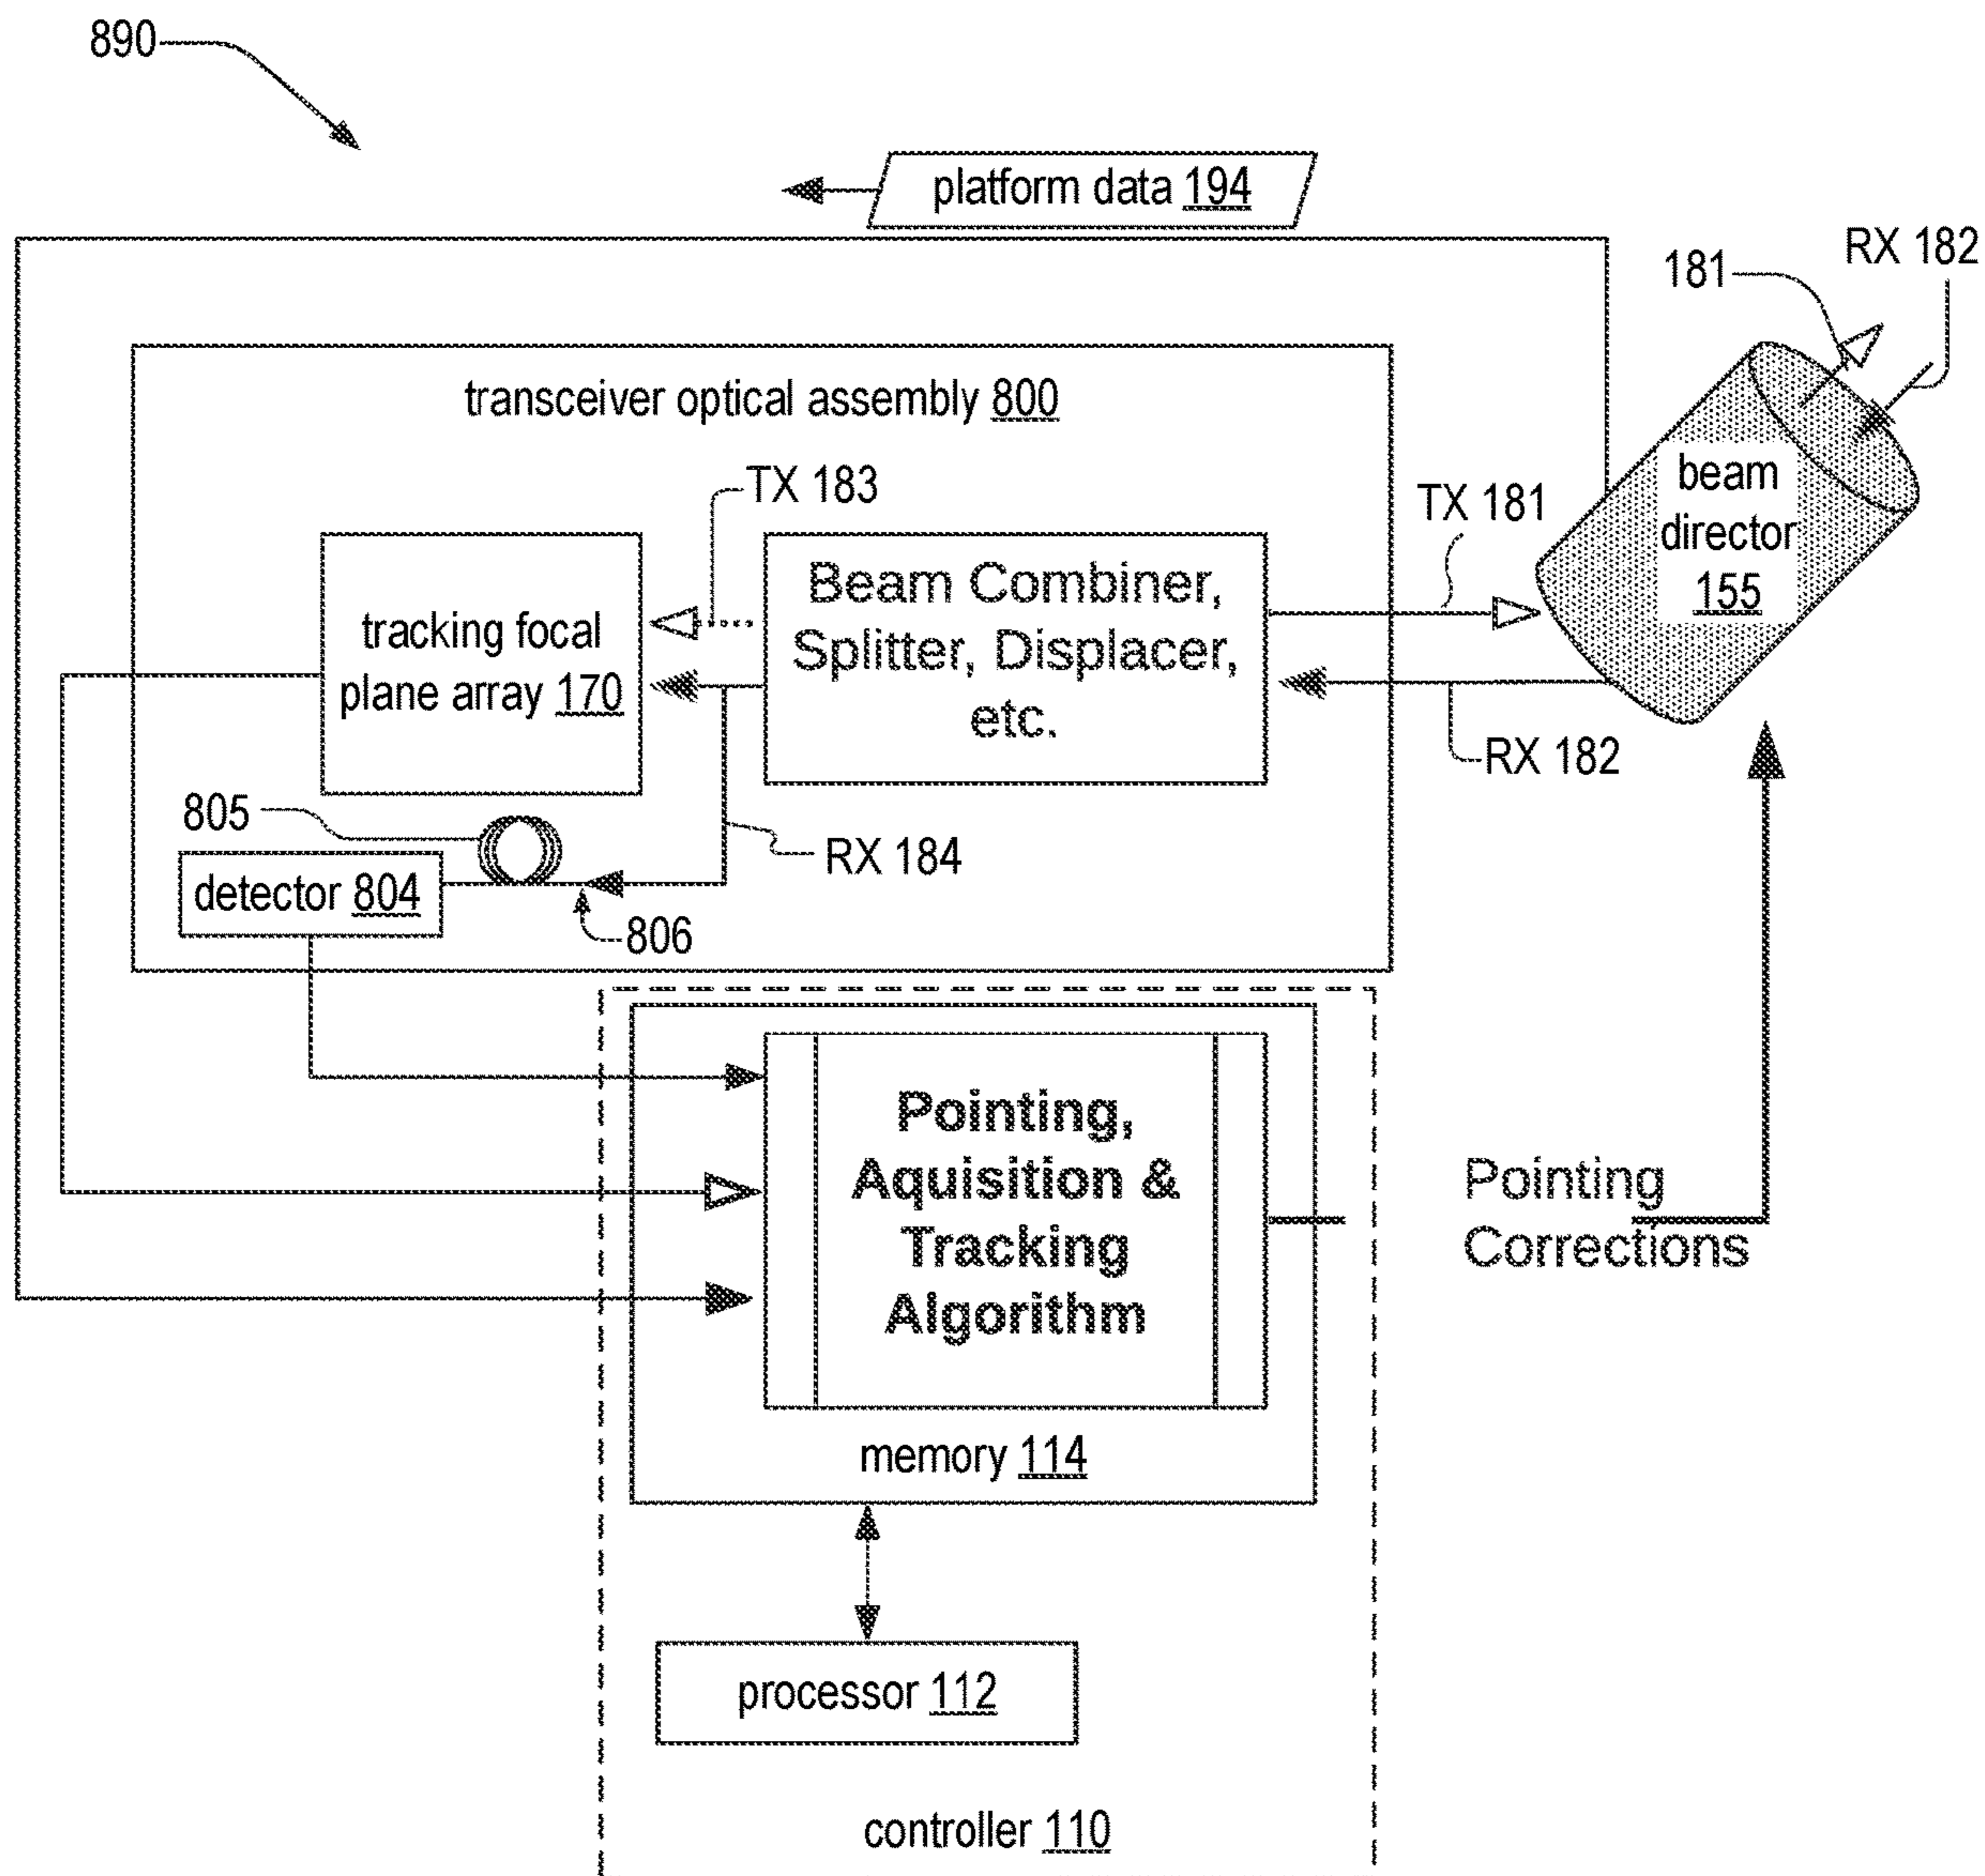 890
platform data 194
181
RX 182
transceiver optical assembly 800
TX 183
TX 181
beam
director
155
tracking focal
plane array 170
Beam Combiner,
Splitter, Displacer,
etc.
RX 182
805
RX 184
detector 804
806
Pointing,
Aquisition &
Tracking
Algorithm
Pointing
Corrections
memory 114
processor 112
controller 110